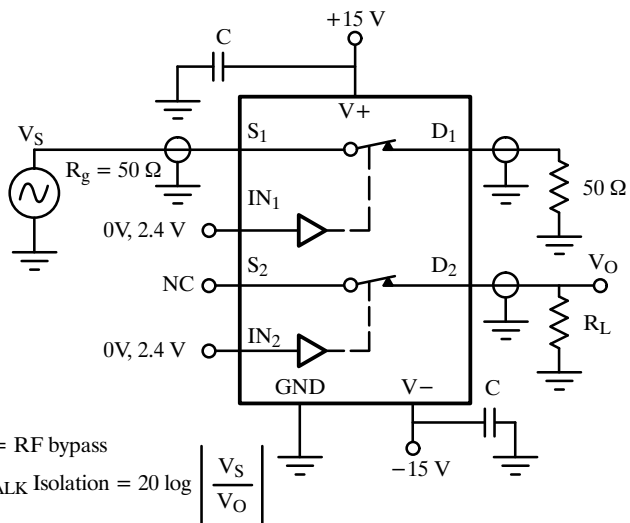 +15 V
C
V+
V_S
S_1
D_1
R_g = 50 Ω
50 Ω
IN_1
0V, 2.4 V
S_2
D_2
V_O
NC
R_L
IN_2
0V, 2.4 V
GND
V−
C
= RF bypass
−15 V
Isolation = 20 log | V_S / V_O |